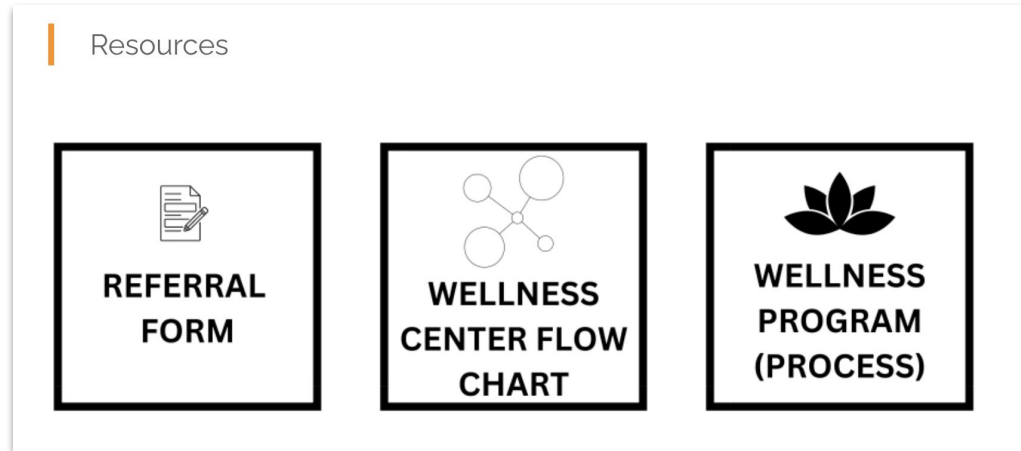 Resources
REFERRAL
FORM
WELLNESS
CENTER FLOW
CHART
WELLNESS
PROGRAM
(PROCESS)